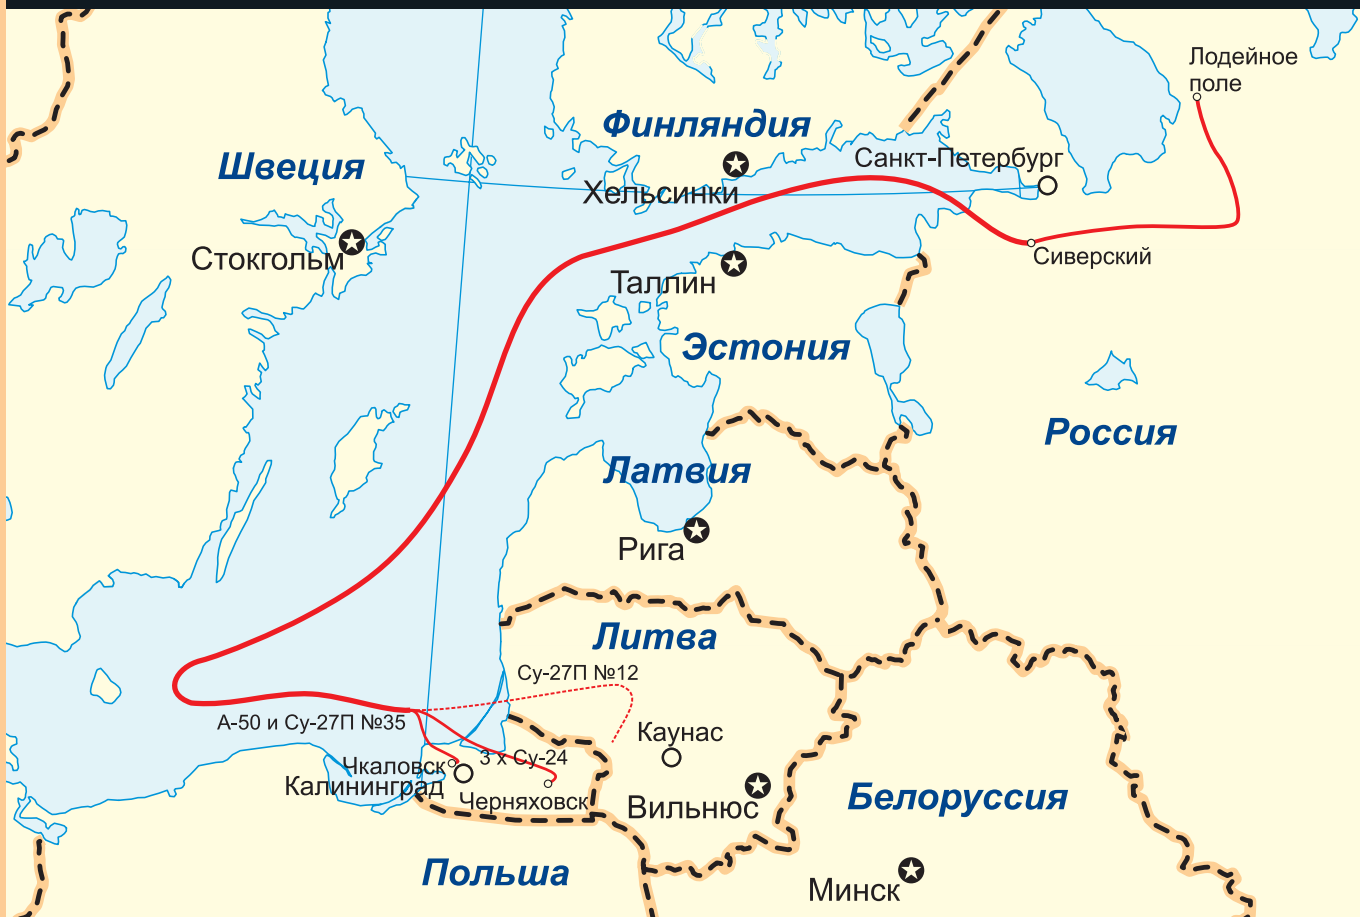 Лодейное
поле
Финляндия
Санкт-Петербург
Швеция
Хельсинки
Стокгольм
Сиверский
Таллин
Эстония
Россия
Латвия
Рига
Литва
Су-27П №12
А-50 и Су-27П №35
Каунас
3 х Су-24
Чкаловск
Калининград
Черняховск
Вильнюс
Белоруссия
Польша
Минск